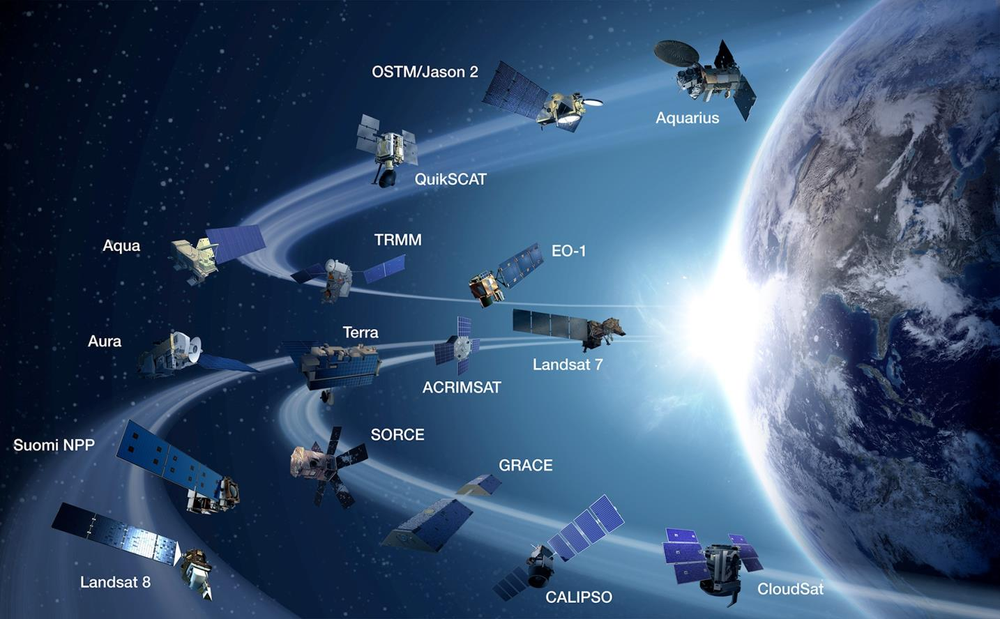 OSTM/Jason 2
Aquarius
QuikSCAT
Aqua
TRMM
EO-1
Aura
Terra
Landsat 7
ACRIMSAT
Suomi NPP
SORCE
GRACE
Landsat 8
CALIPSO
CloudSat